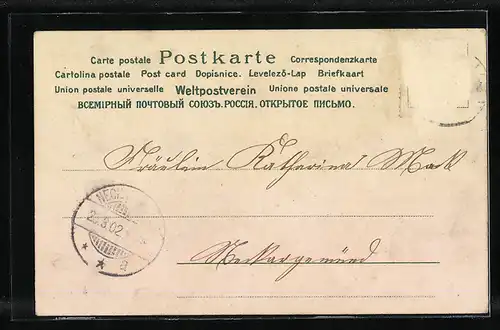 Carte postale Postkarte Correspondenzkarte
Cartolina postale Post card Dopisnice. Levelező-Lap Briefkaart
Union postale universelle Weltpostverein Unione postale universale
ВСЕМІРНЫЙ ПОЧТОВЫЙ СОЮЗЪ. РОССІЯ. ОТКРЫТОЕ ПИСЬМО.
Fräulein Katharina Mack
Neckargemünd